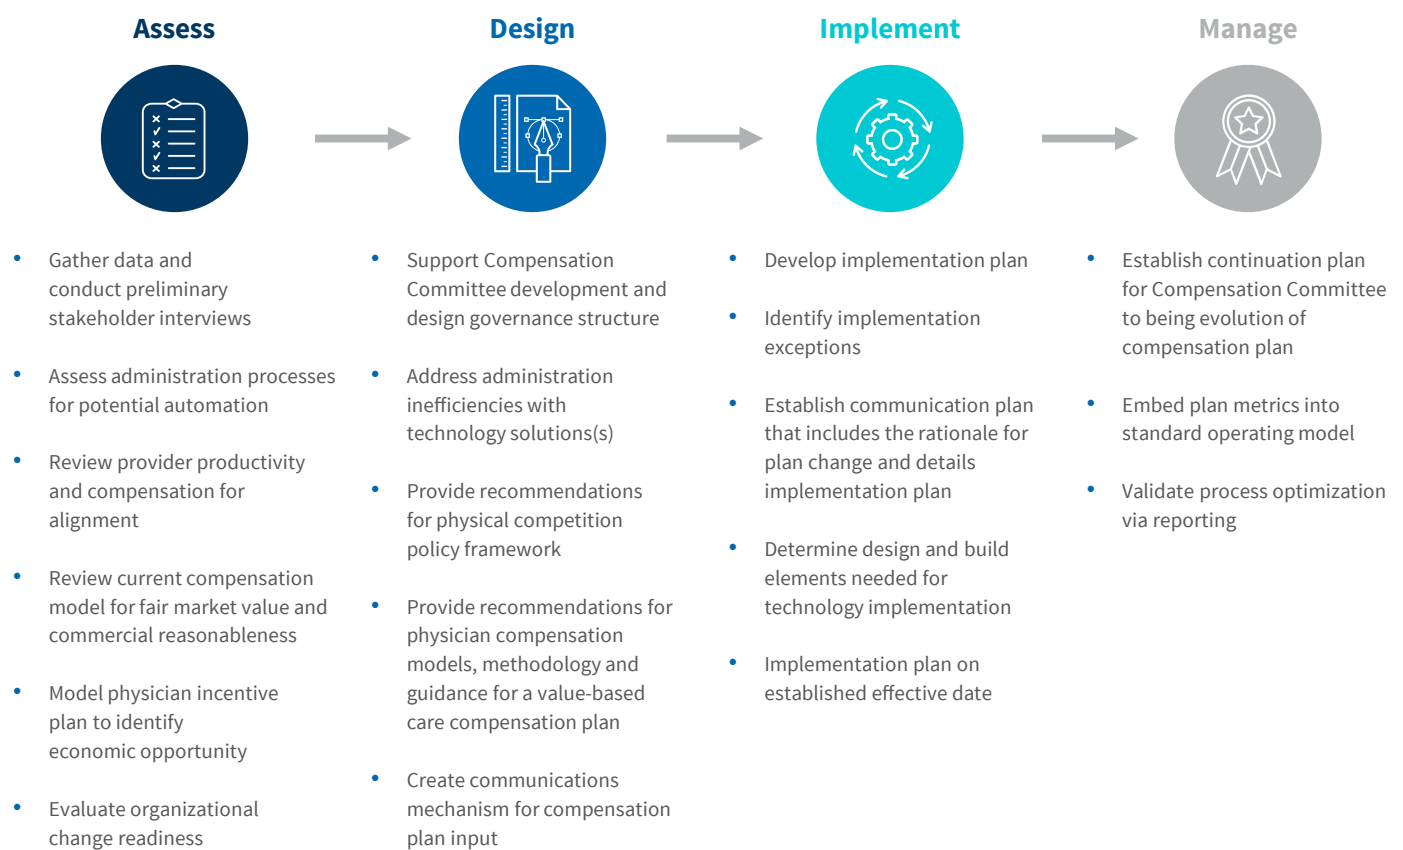 Assess
• Gather data and
conduct preliminary
stakeholder interviews
• Assess administration processes
for potential automation
• Review provider productivity
and compensation for
alignment
• Review current compensation
model for fair market value and
commercial reasonableness
• Model physician incentive
plan to identify
economic opportunity
• Evaluate organizational
change readiness
Design
• Support Compensation
Committee development and
design governance structure
• Address administration
inefficiencies with
technology solutions(s)
• Provide recommendations
for physical competition
policy framework
• Provide recommendations for
physician compensation
models, methodology and
guidance for a value-based
care compensation plan
• Create communications
mechanism for compensation
plan input
Implement
• Develop implementation plan
• Identify implementation
exceptions
• Establish communication plan
that includes the rationale for
plan change and details
implementation plan
• Determine design and build
elements needed for
technology implementation
• Implementation plan on
established effective date
Manage
• Establish continuation plan
for Compensation Committee
to being evolution of
compensation plan
• Embed plan metrics into
standard operating model
• Validate process optimization
via reporting